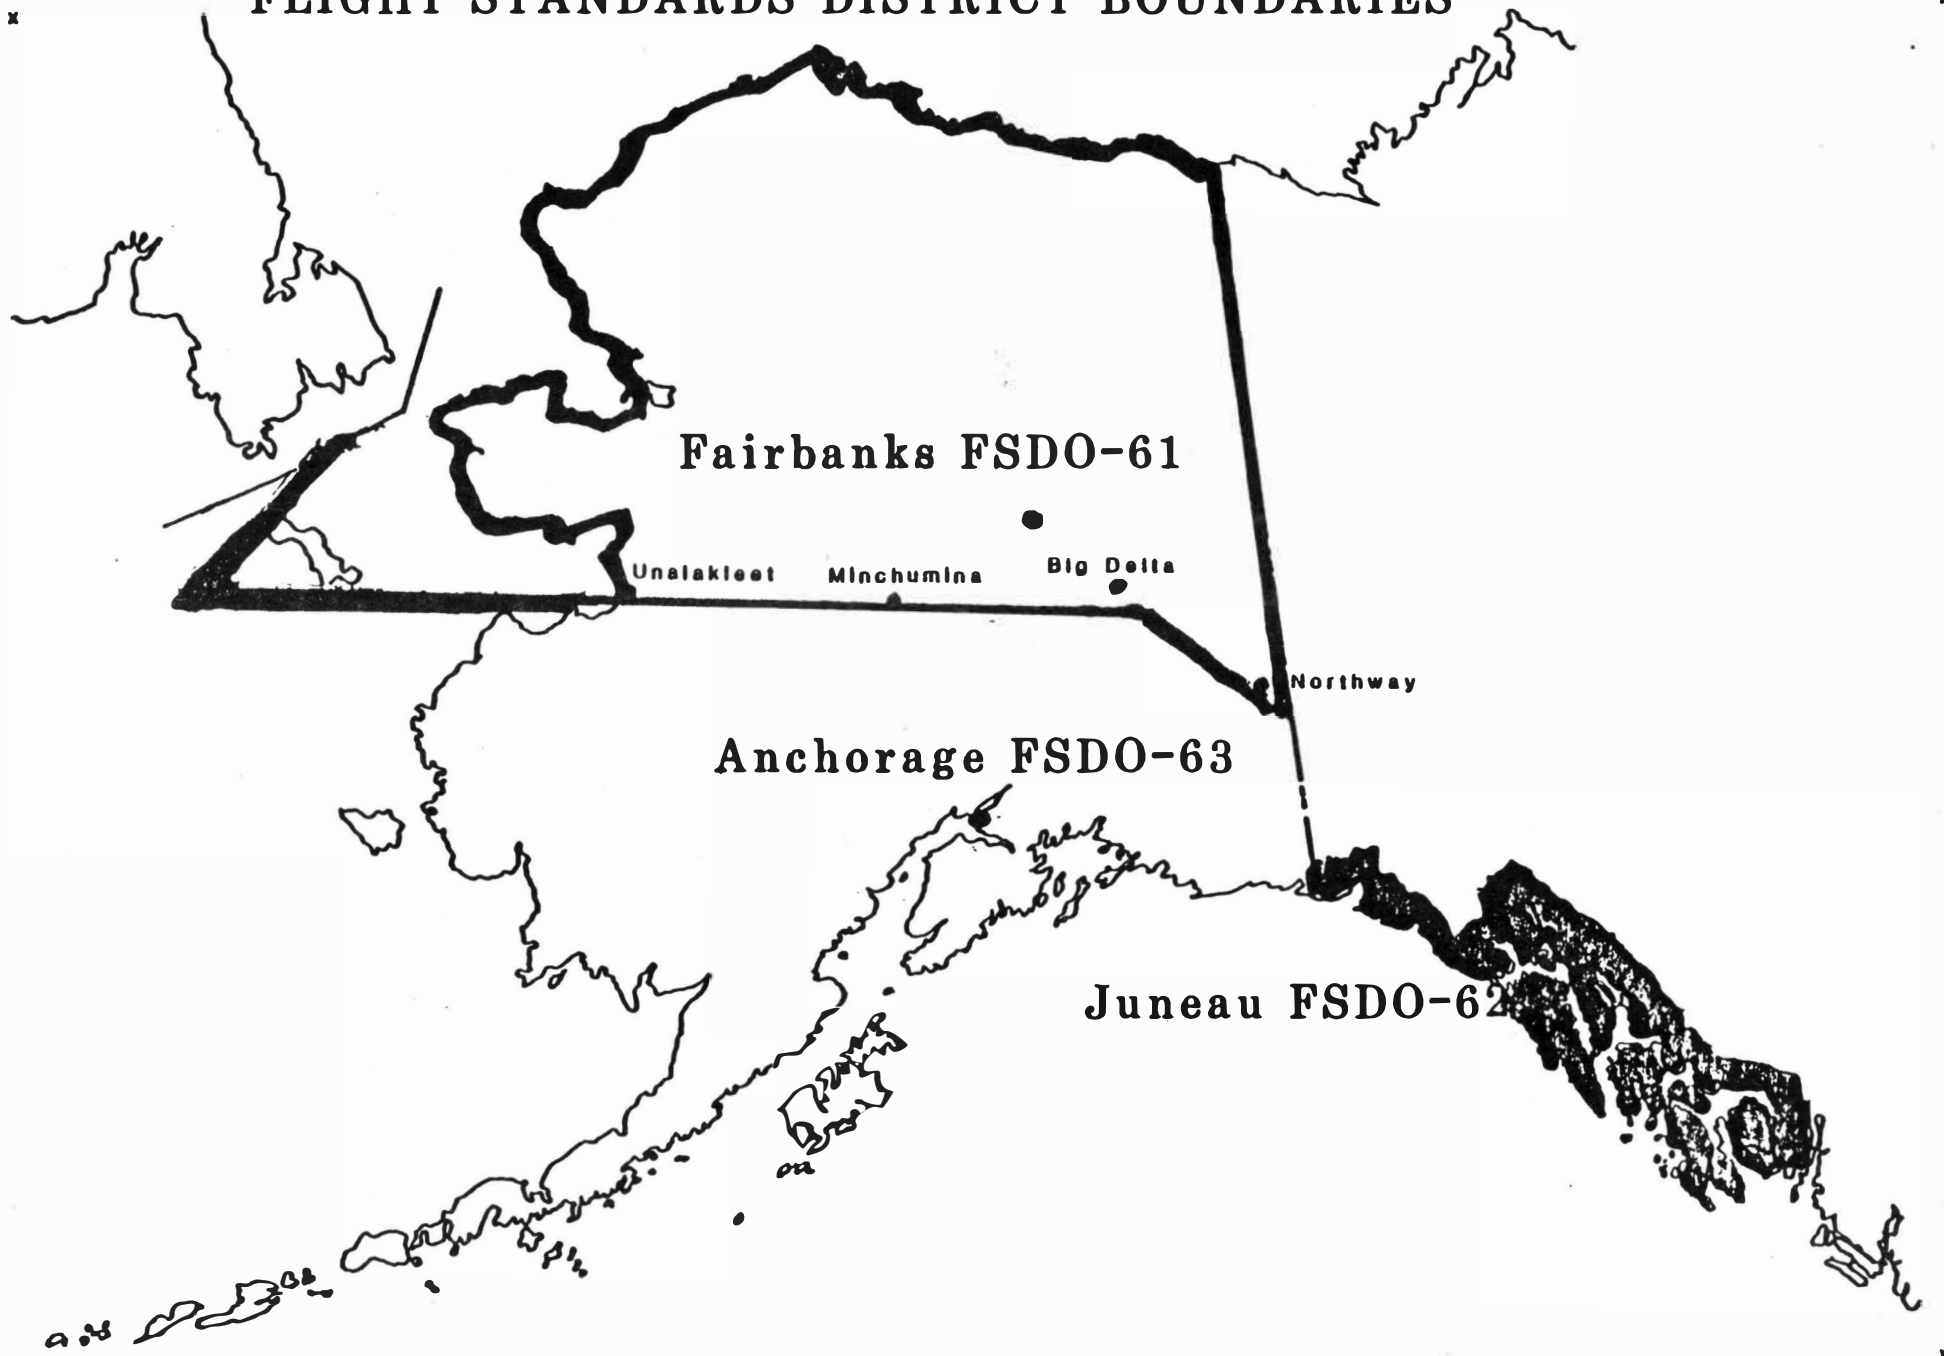 FLIGHT STANDARDS DISTRICT BOUNDARIES
Fairbanks FSDO-61
Unalakleet
Minchumina
Big Delta
Northway
Anchorage FSDO-63
Juneau FSDO-62